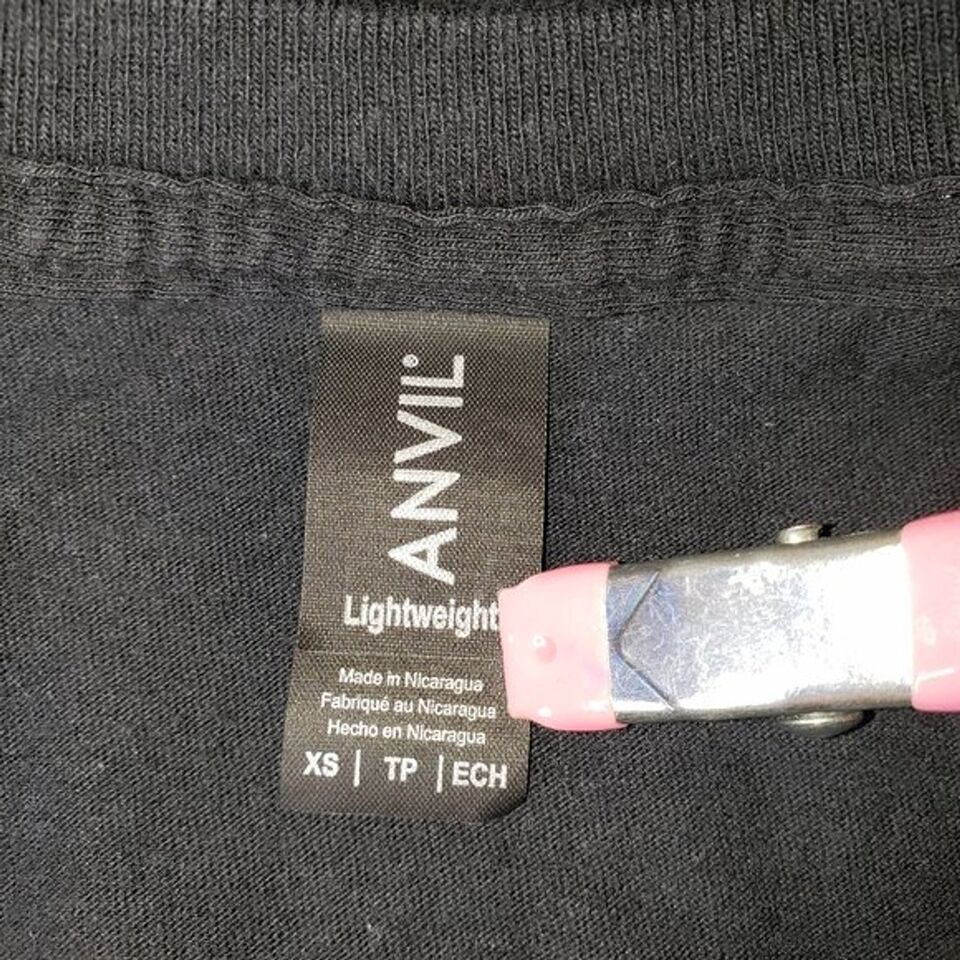 ANVIL®
Lightweight
Made in Nicaragua
Fabriqué au Nicaragua
Hecho en Nicaragua
XS | TP | ECH